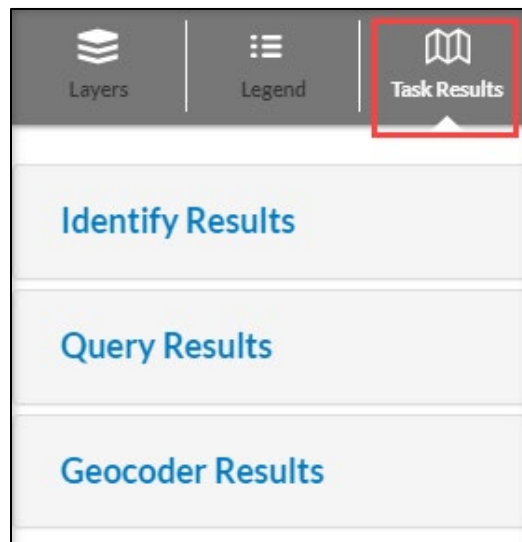 Layers
Legend
Task Results
Identify Results
Query Results
Geocoder Results